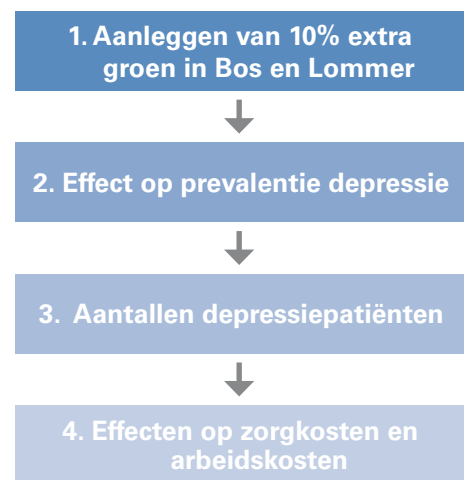 1. Aanleggen van 10% extra
groen in Bos en Lommer
2. Effect op prevalentie depressie
3. Aantallen depressiepatiënten
4. Effecten op zorgkosten en
arbeidskosten